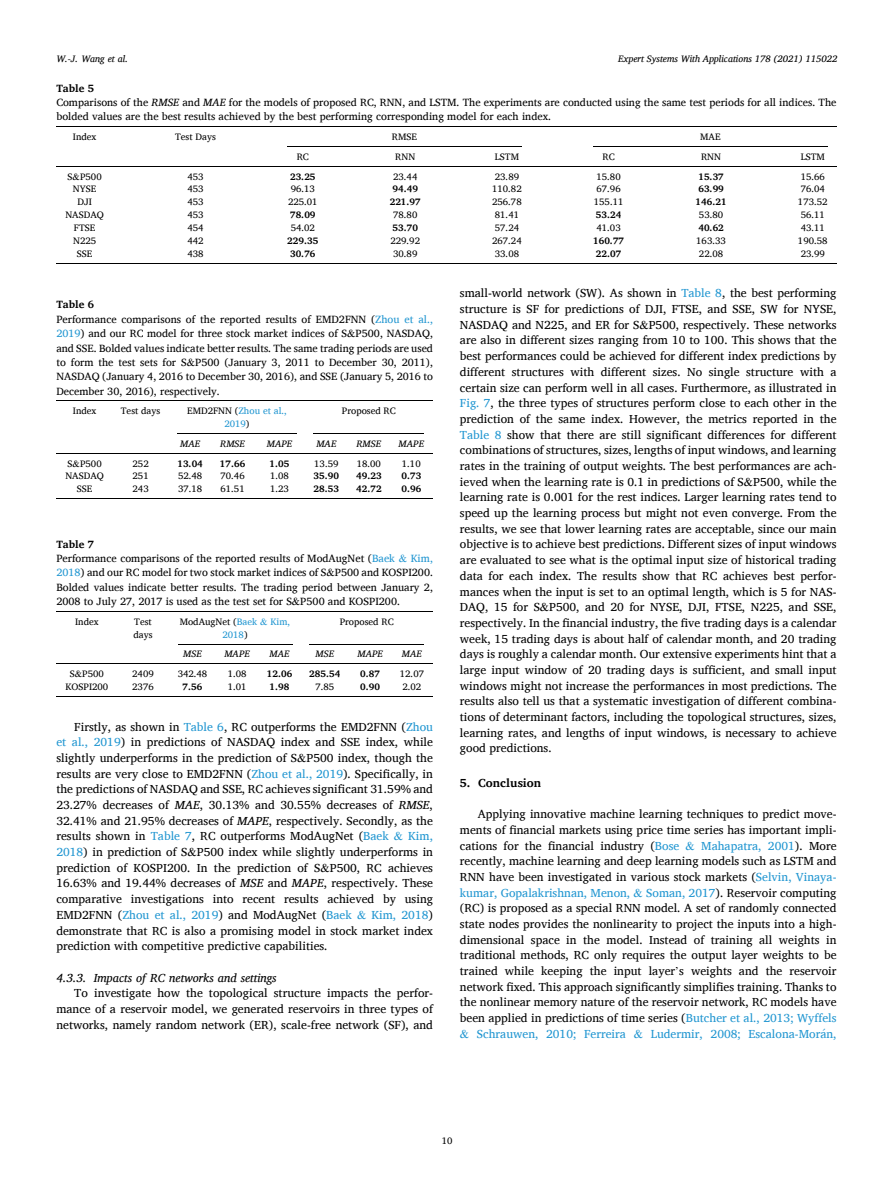 W.-J. Wang et al.
Expert Systems With Applications 178 (2021) 115022
Table 5
Comparisons of the RMSE and MAE for the models of proposed RC, RNN, and LSTM. The experiments are conducted using the same test periods for all indices. The
bolded values are the best results achieved by the best performing corresponding model for each index.
Index Test Days RMSE MAE
RC RNN LSTM RC RNN LSTM
S&P500 453 23.25 23.44 23.89 15.80 15.37 15.66
NYSE 453 96.13 94.49 110.82 67.96 63.99 76.04
DJI 453 225.01 221.97 256.78 155.11 146.21 173.52
NASDAQ 453 78.09 78.80 81.41 53.24 53.80 56.11
FTSE 454 54.02 53.70 57.24 41.03 40.62 43.11
N225 442 229.35 229.92 267.24 160.77 163.33 190.58
SSE 438 30.76 30.89 33.08 22.07 22.08 23.99
Table 6
Performance comparisons of the reported results of EMD2FNN (Zhou et al.,
2019) and our RC model for three stock market indices of S&P500, NASDAQ,
and SSE. Bolded values indicate better results. The same trading periods are used
to form the test sets for S&P500 (January 3, 2011 to December 30, 2011),
NASDAQ (January 4, 2016 to December 30, 2016), and SSE (January 5, 2016 to
December 30, 2016), respectively.
Index Test days EMD2FNN (Zhou et al., Proposed RC
2019)
MAE RMSE MAPE MAE RMSE MAPE
S&P500 252 13.04 17.66 1.05 13.59 18.00 1.10
NASDAQ 251 52.48 70.46 1.08 35.90 49.23 0.73
SSE 243 37.18 61.51 1.23 28.53 42.72 0.96
Table 7
Performance comparisons of the reported results of ModAugNet (Baek & Kim,
2018) and our RC model for two stock market indices of S&P500 and KOSPI200.
Bolded values indicate better results. The trading period between January 2,
2008 to July 27, 2017 is used as the test set for S&P500 and KOSPI200.
Index Test ModAugNet (Baek & Kim, Proposed RC
days 2018)
MSE MAPE MAE MSE MAPE MAE
S&P500 2409 342.48 1.08 12.06 285.54 0.87 12.07
KOSPI200 2376 7.56 1.01 1.98 7.85 0.90 2.02
Firstly, as shown in Table 6, RC outperforms the EMD2FNN (Zhou
et al., 2019) in predictions of NASDAQ index and SSE index, while
slightly underperforms in the prediction of S&P500 index, though the
results are very close to EMD2FNN (Zhou et al., 2019). Specifically, in
the predictions of NASDAQ and SSE, RC achieves significant 31.59% and
23.27% decreases of MAE, 30.13% and 30.55% decreases of RMSE,
32.41% and 21.95% decreases of MAPE, respectively. Secondly, as the
results shown in Table 7, RC outperforms ModAugNet (Baek & Kim,
2018) in prediction of S&P500 index while slightly underperforms in
prediction of KOSPI200. In the prediction of S&P500, RC achieves
16.63% and 19.44% decreases of MSE and MAPE, respectively. These
comparative investigations into recent results achieved by using
EMD2FNN (Zhou et al., 2019) and ModAugNet (Baek & Kim, 2018)
demonstrate that RC is also a promising model in stock market index
prediction with competitive predictive capabilities.
4.3.3. Impacts of RC networks and settings
To investigate how the topological structure impacts the perfor-
mance of a reservoir model, we generated reservoirs in three types of
networks, namely random network (ER), scale-free network (SF), and
small-world network (SW). As shown in Table 8, the best performing
structure is SF for predictions of DJI, FTSE, and SSE, SW for NYSE,
NASDAQ and N225, and ER for S&P500, respectively. These networks
are also in different sizes ranging from 10 to 100. This shows that the
best performances could be achieved for different index predictions by
different structures with different sizes. No single structure with a
certain size can perform well in all cases. Furthermore, as illustrated in
Fig. 7, the three types of structures perform close to each other in the
prediction of the same index. However, the metrics reported in the
Table 8 show that there are still significant differences for different
combinations of structures, sizes, lengths of input windows, and learning
rates in the training of output weights. The best performances are ach-
ieved when the learning rate is 0.1 in predictions of S&P500, while the
learning rate is 0.001 for the rest indices. Larger learning rates tend to
speed up the learning process but might not even converge. From the
results, we see that lower learning rates are acceptable, since our main
objective is to achieve best predictions. Different sizes of input windows
are evaluated to see what is the optimal input size of historical trading
data for each index. The results show that RC achieves best perfor-
mances when the input is set to an optimal length, which is 5 for NAS-
DAQ, 15 for S&P500, and 20 for NYSE, DJI, FTSE, N225, and SSE,
respectively. In the financial industry, the five trading days is a calendar
week, 15 trading days is about half of calendar month, and 20 trading
days is roughly a calendar month. Our extensive experiments hint that a
large input window of 20 trading days is sufficient, and small input
windows might not increase the performances in most predictions. The
results also tell us that a systematic investigation of different combina-
tions of determinant factors, including the topological structures, sizes,
learning rates, and lengths of input windows, is necessary to achieve
good predictions.
5. Conclusion
Applying innovative machine learning techniques to predict move-
ments of financial markets using price time series has important impli-
cations for the financial industry (Bose & Mahapatra, 2001). More
recently, machine learning and deep learning models such as LSTM and
RNN have been investigated in various stock markets (Selvin, Vinaya-
kumar, Gopalakrishnan, Menon, & Soman, 2017). Reservoir computing
(RC) is proposed as a special RNN model. A set of randomly connected
state nodes provides the nonlinearity to project the inputs into a high-
dimensional space in the model. Instead of training all weights in
traditional methods, RC only requires the output layer weights to be
trained while keeping the input layer's weights and the reservoir
network fixed. This approach significantly simplifies training. Thanks to
the nonlinear memory nature of the reservoir network, RC models have
been applied in predictions of time series (Butcher et al., 2013; Wyffels
& Schrauwen, 2010; Ferreira & Ludermir, 2008; Escalona-Morán,
10